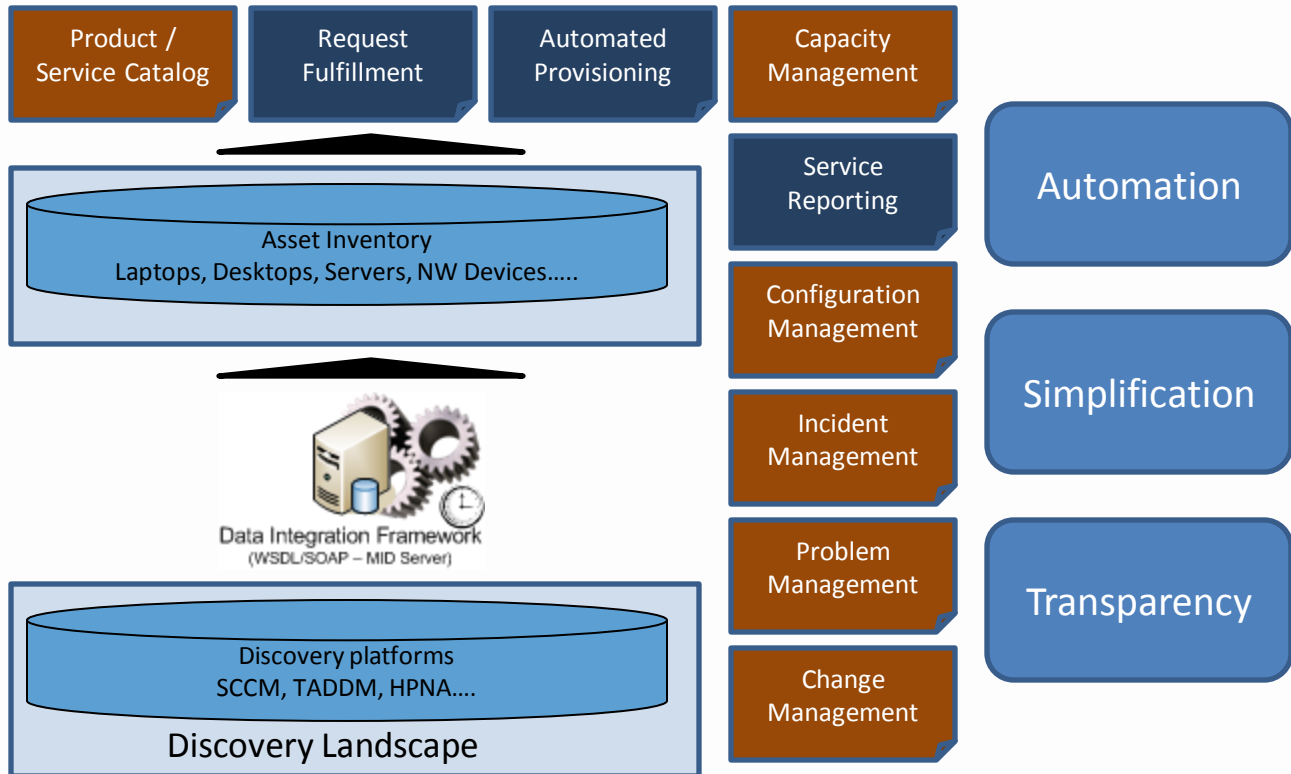 Product /
Service Catalog
Request
Fulfillment
Automated
Provisioning
Capacity
Management
Service
Reporting
Automation
Asset Inventory
Laptops, Desktops, Servers, NW Devices.....
Configuration
Management
Simplification
Incident
Management
Data Integration Framework
(WSDL/SOAP – MID Server)
Problem
Management
Transparency
Discovery platforms
SCCM, TADDM, HPNA....
Change
Management
Discovery Landscape